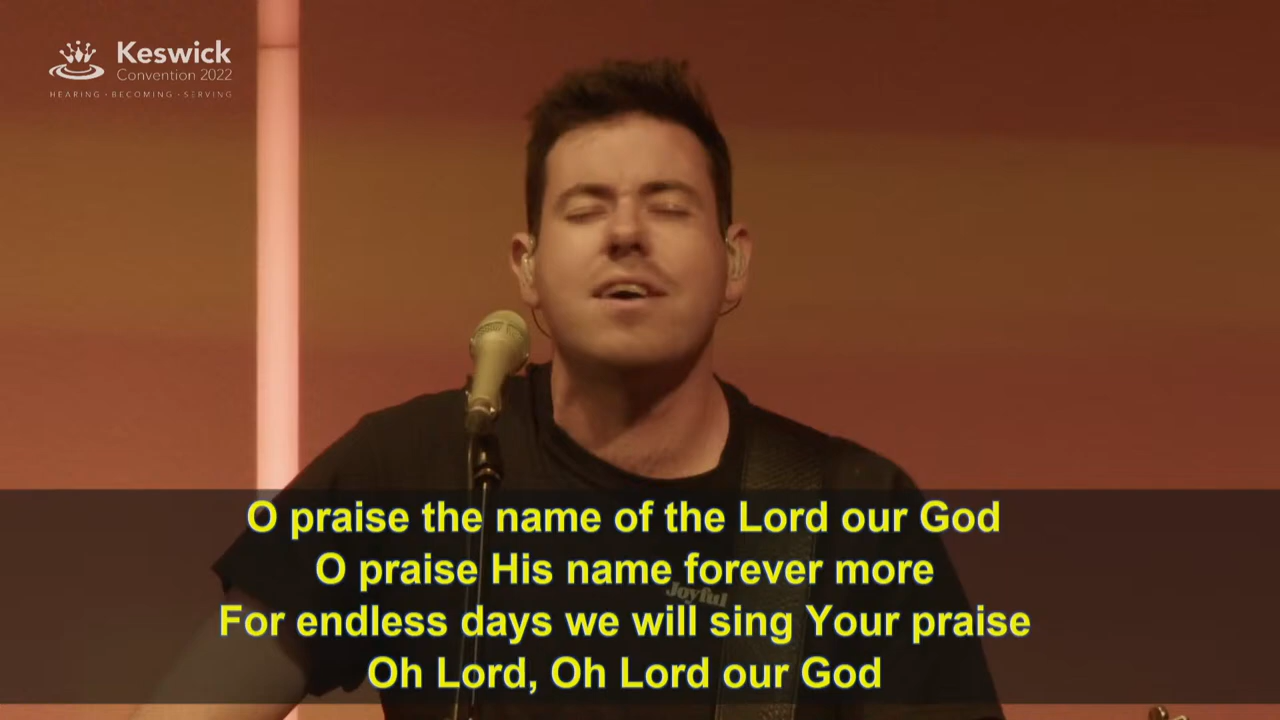 Keswick
Convention 2022
HEARING · BECOMING · SERVING
O praise the name of the Lord our God
O praise His name forever more
Joyful
For endless days we will sing Your praise
Oh Lord, Oh Lord our God